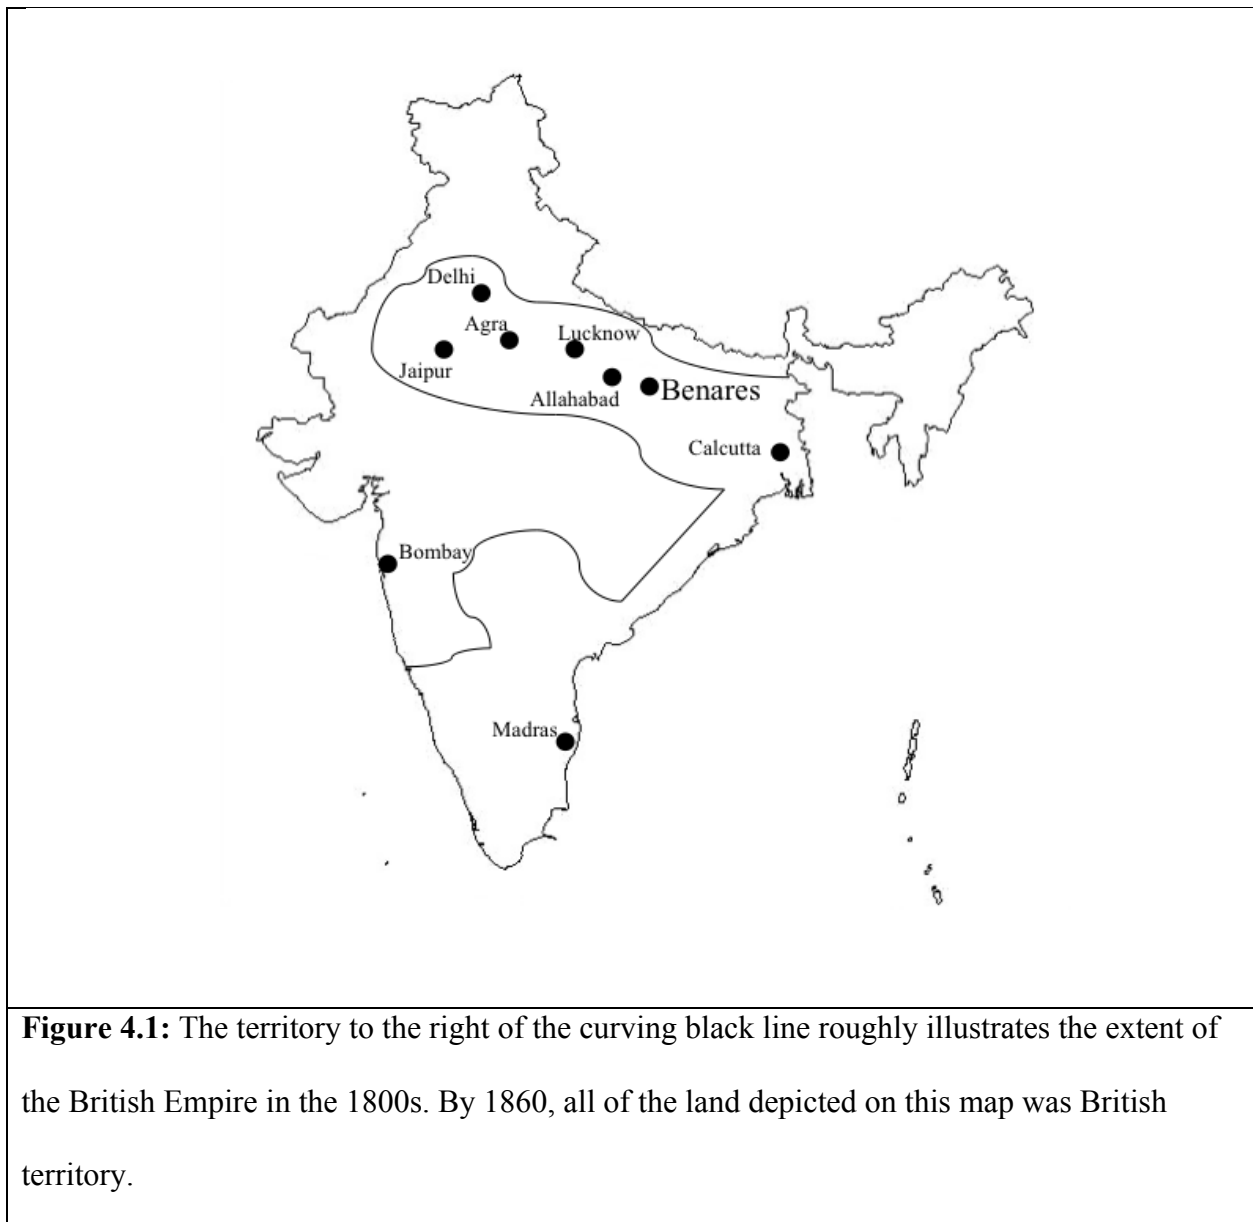 Delhi
Agra
Lucknow
Jaipur
Allahabad
Benares
Calcutta
Bombay
Madras
Figure 4.1: The territory to the right of the curving black line roughly illustrates the extent of
the British Empire in the 1800s. By 1860, all of the land depicted on this map was British
territory.